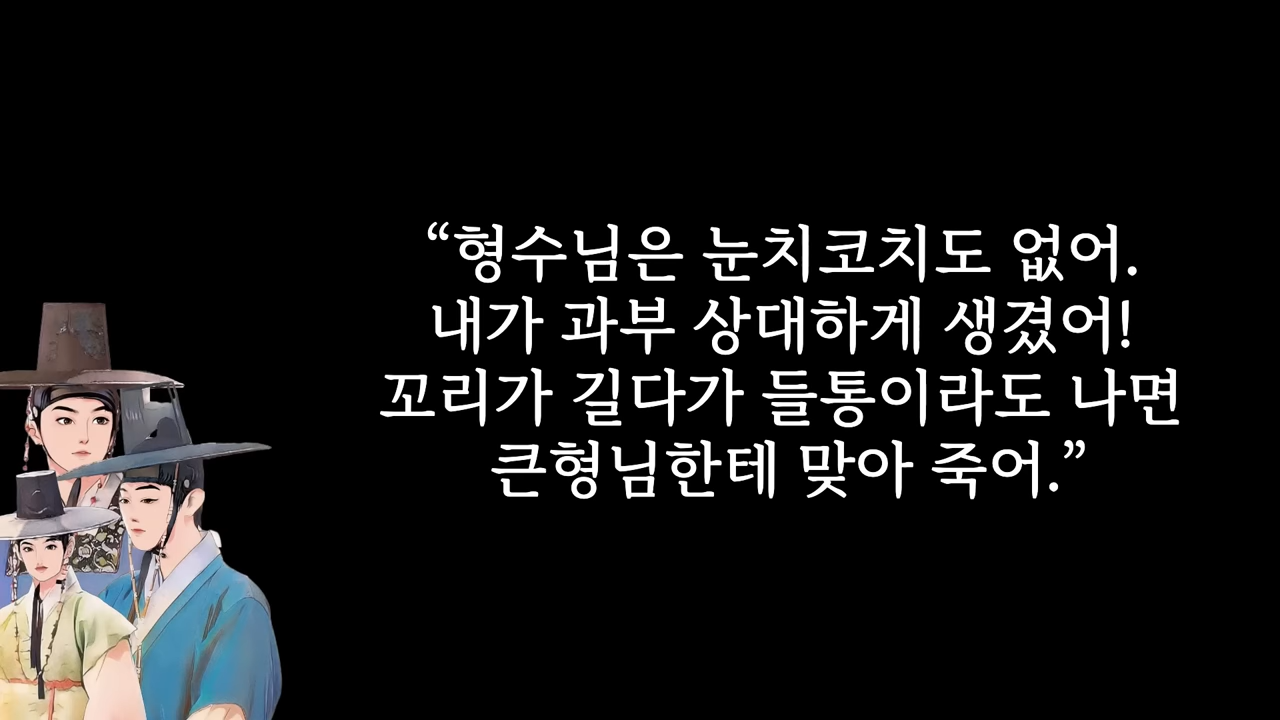 “형수님은 눈치코치도 없어.
내가 과부 상대하게 생겼어!
꼬리가 길다가 들통이라도 나면
큰형님한테 맞아 죽어.”